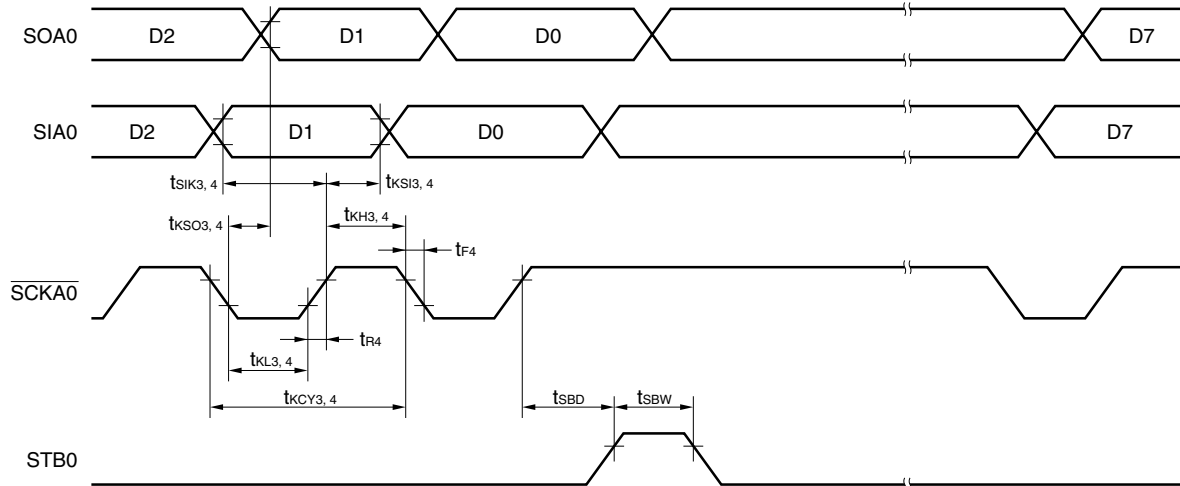 SOA0 D2 D1 D0 D7
SIA0 D2 D1 D0 D7
tSIK3, 4 tKSI3, 4
tKSO3, 4 tKH3, 4
tF4
SCKA0
tR4
tKL3, 4
tKCY3, 4 tSBD tSBW
STB0